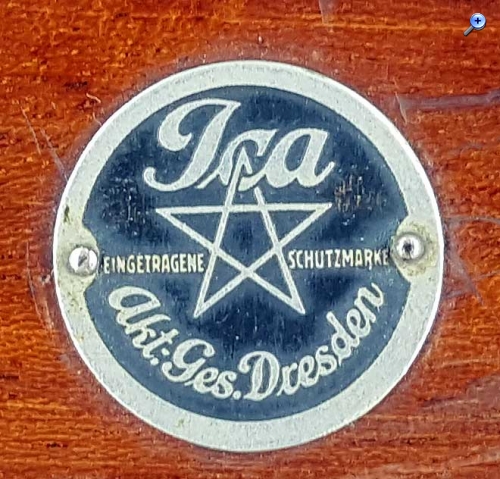 Ica
EINGETRAGENE SCHUTZMARKE
Akt.-Ges. Dresden